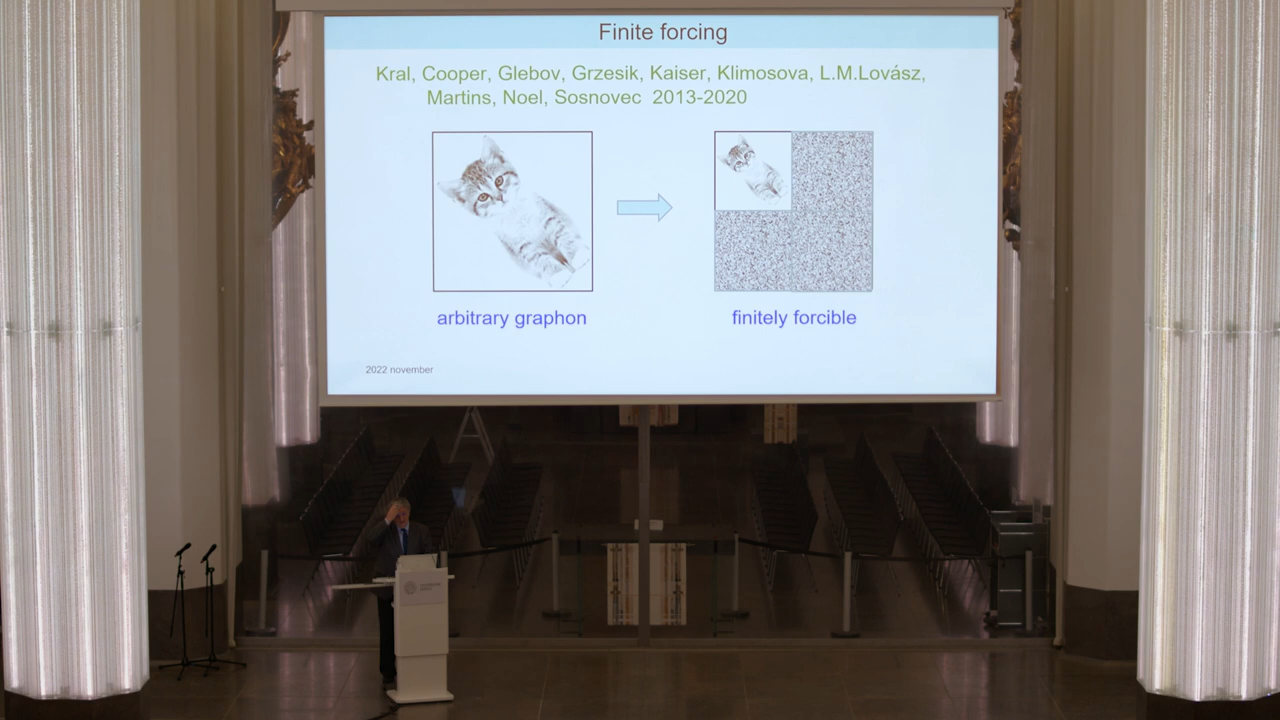 Finite forcing
Kral, Cooper, Glebov, Grzesik, Kaiser, Klimosova, L.M.Lovász,
Martins, Noel, Sosnovec 2013-2020
arbitrary graphon
finitely forcible
2022 november